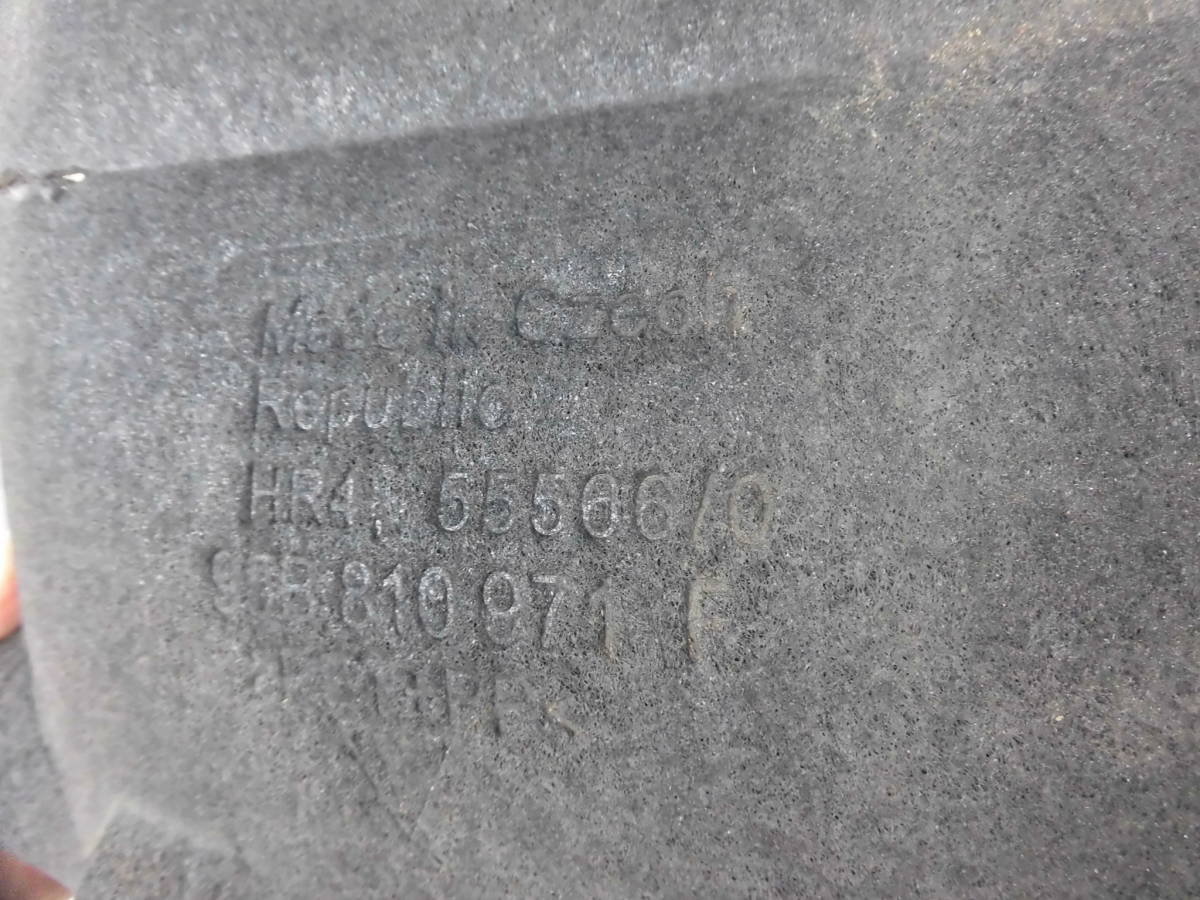 Made in Czech
Republic
HR4, 55566/0
810 971 F